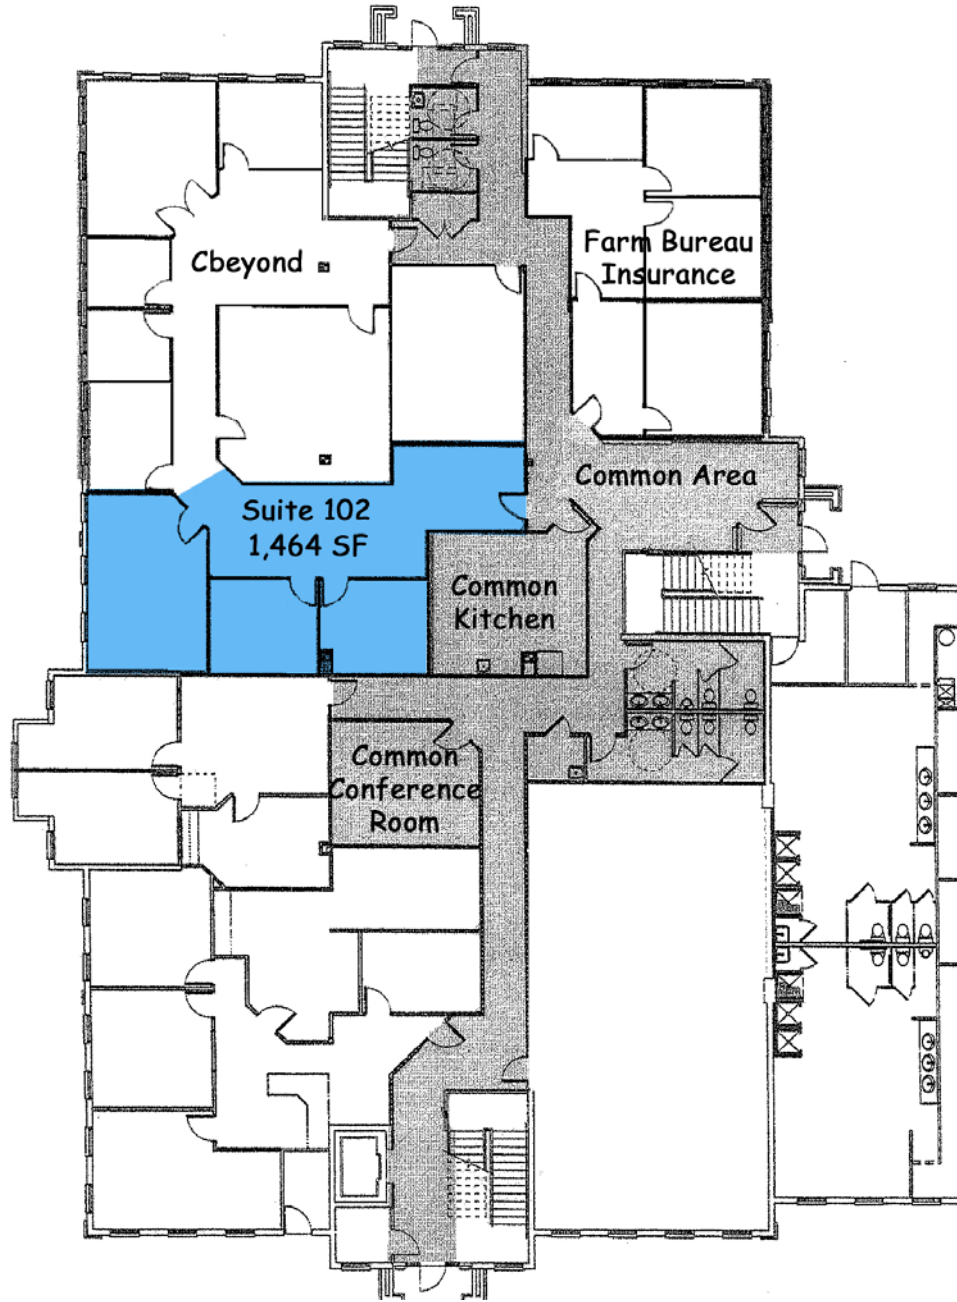 Cbeyond
Farm Bureau
Insurance
Common Area
Suite 102
1,464 SF
Common
Kitchen
Common
Conference
Room